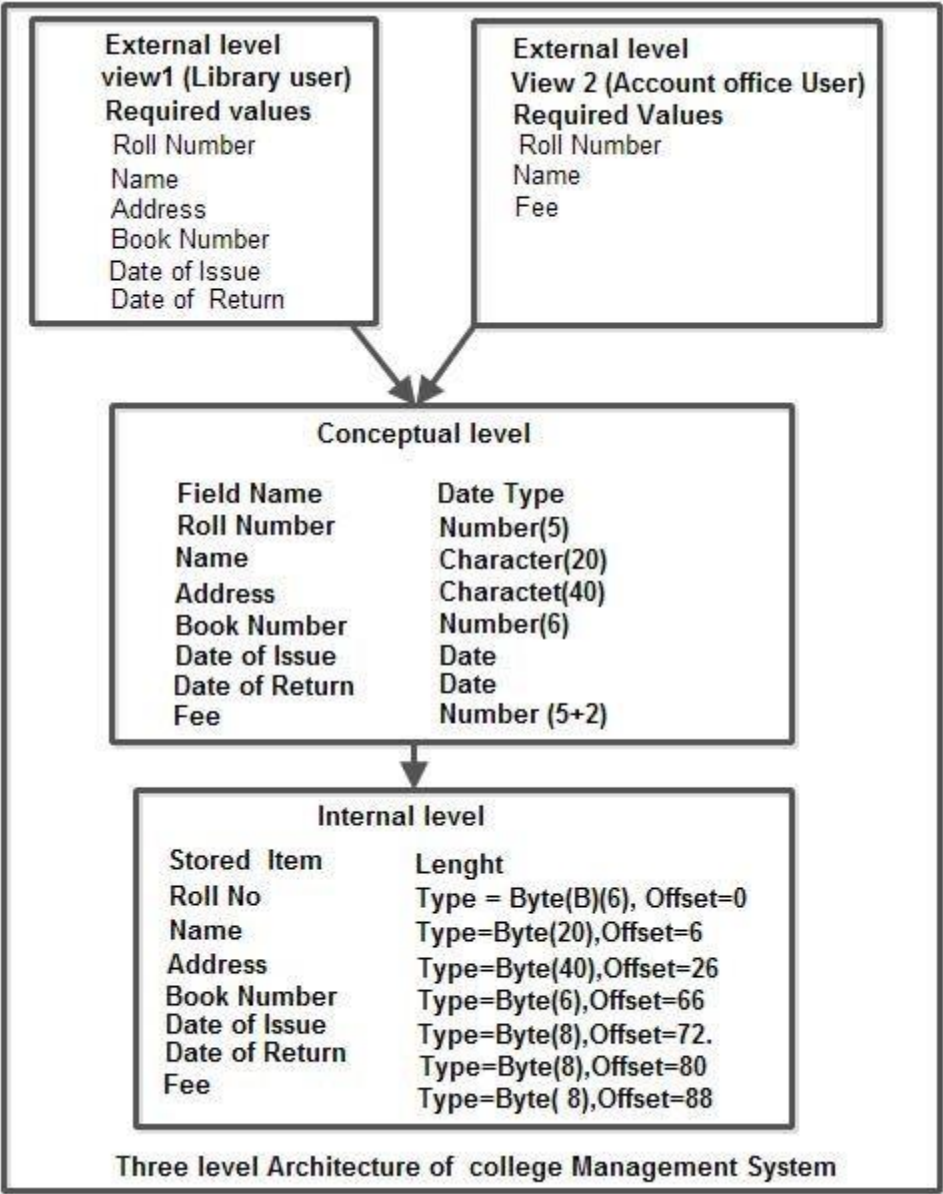 External level
view1 (Library user)
Required values
Roll Number
Name
Address
Book Number
Date of Issue
Date of Return
External level
View 2 (Account office User)
Required Values
Roll Number
Name
Fee
Conceptual level
Field Name Date Type
Roll Number Number(5)
Name Character(20)
Address Charactet(40)
Book Number Number(6)
Date of Issue Date
Date of Return Date
Fee Number (5+2)
Internal level
Stored Item Lenght
Roll No Type = Byte(B)(6), Offset=0
Name Type=Byte(20),Offset=6
Address Type=Byte(40),Offset=26
Book Number Type=Byte(6),Offset=66
Date of Issue Type=Byte(8),Offset=72.
Date of Return Type=Byte(8),Offset=80
Fee Type=Byte( 8),Offset=88
Three level Architecture of college Management System